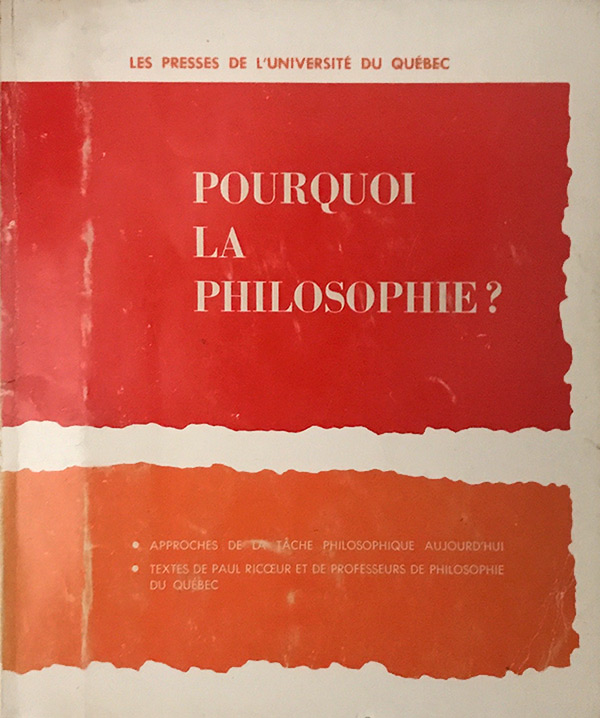 LES PRESSES DE L'UNIVERSITÉ DU QUÉBEC
POURQUOI
LA
PHILOSOPHIE ?
• APPROCHES DE LA TÂCHE PHILOSOPHIQUE AUJOURD'HUI
• TEXTES DE PAUL RICŒUR ET DE PROFESSEURS DE PHILOSOPHIE
DU QUÉBEC